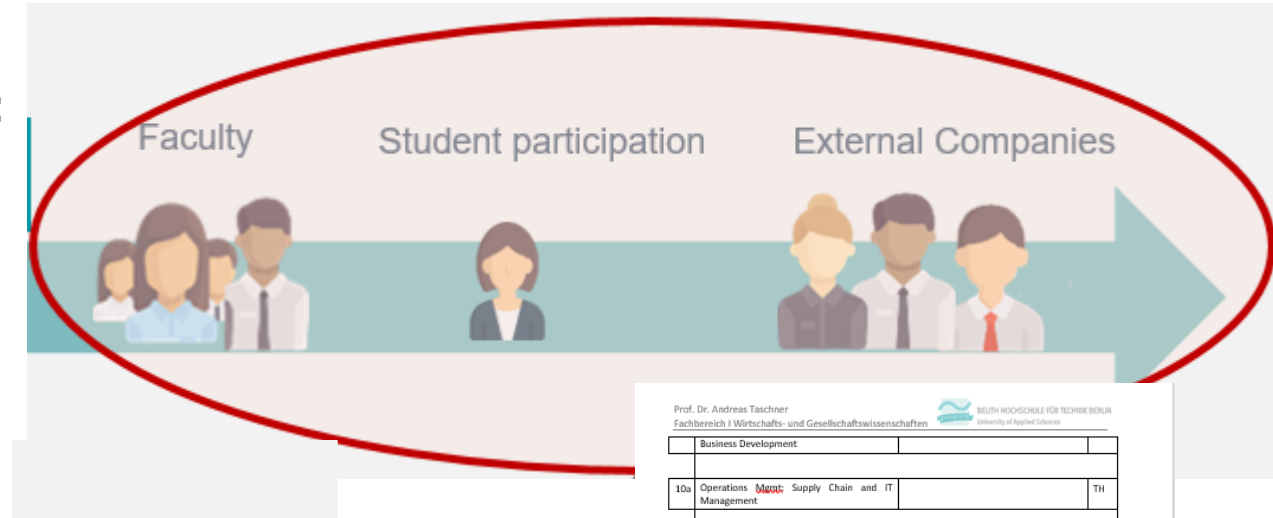 Faculty
Student participation
External Companies
Prof. Dr. Andreas Taschner
Fachbereich I Wirtschafts- und Gesellschaftswissenschaften
BEUTH HOCHSCHULE FÜR TECHNIK BERLIN
University of Applied Sciences
Business Development
10a Operations Mgmt: Supply Chain and IT TH
Management